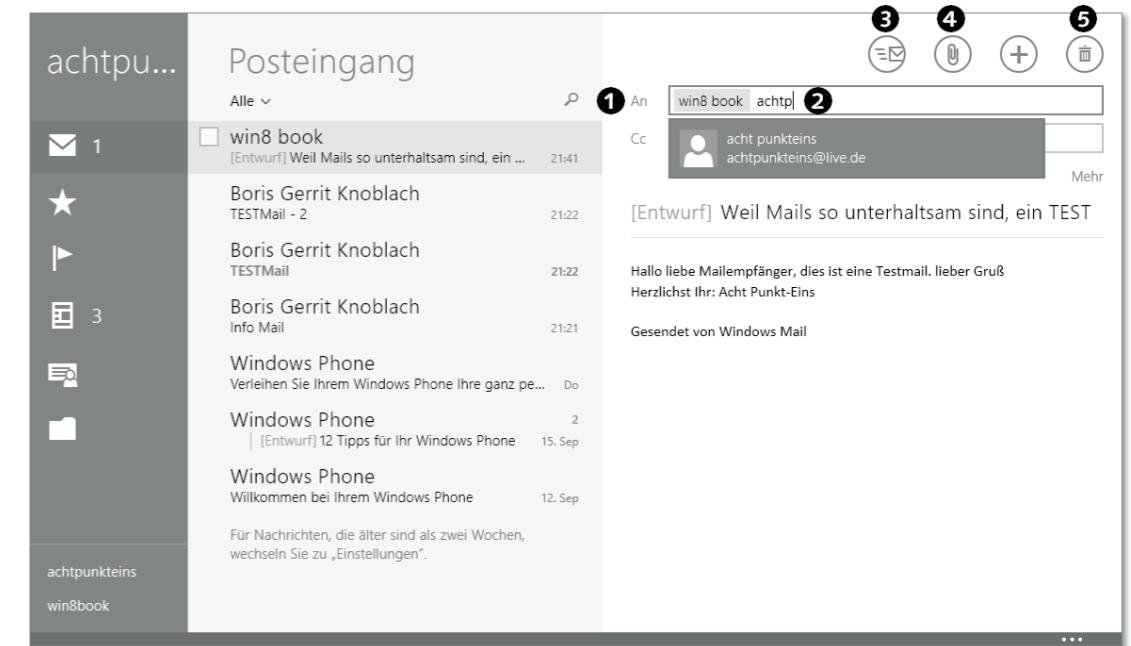 3 4 5
achtpu...
Posteingang
Alle
1 An win8 book achtp 2
Cc
acht punkteins
achtpunkteins@live.de
Mehr
1
3
win8 book
[Entwurf] Weil Mails so unterhaltsam sind, ein ... 21:41
Boris Gerrit Knoblach
TESTMail - 2 21:22
Boris Gerrit Knoblach
TESTMail 21:22
Boris Gerrit Knoblach
Info Mail 21:21
Windows Phone
Verleihen Sie Ihrem Windows Phone Ihre ganz pe... Do
Windows Phone 2
[Entwurf] 12 Tipps für Ihr Windows Phone 15. Sep
Windows Phone
Willkommen bei Ihrem Windows Phone 12. Sep
Für Nachrichten, die älter sind als zwei Wochen,
wechseln Sie zu „Einstellungen“.
[Entwurf] Weil Mails so unterhaltsam sind, ein TEST
Hallo liebe Mailempfänger, dies ist eine Testmail. lieber Gruß
Herzlichst Ihr: Acht Punkt-Eins
Gesendet von Windows Mail
achtpunkteins
win8book
...